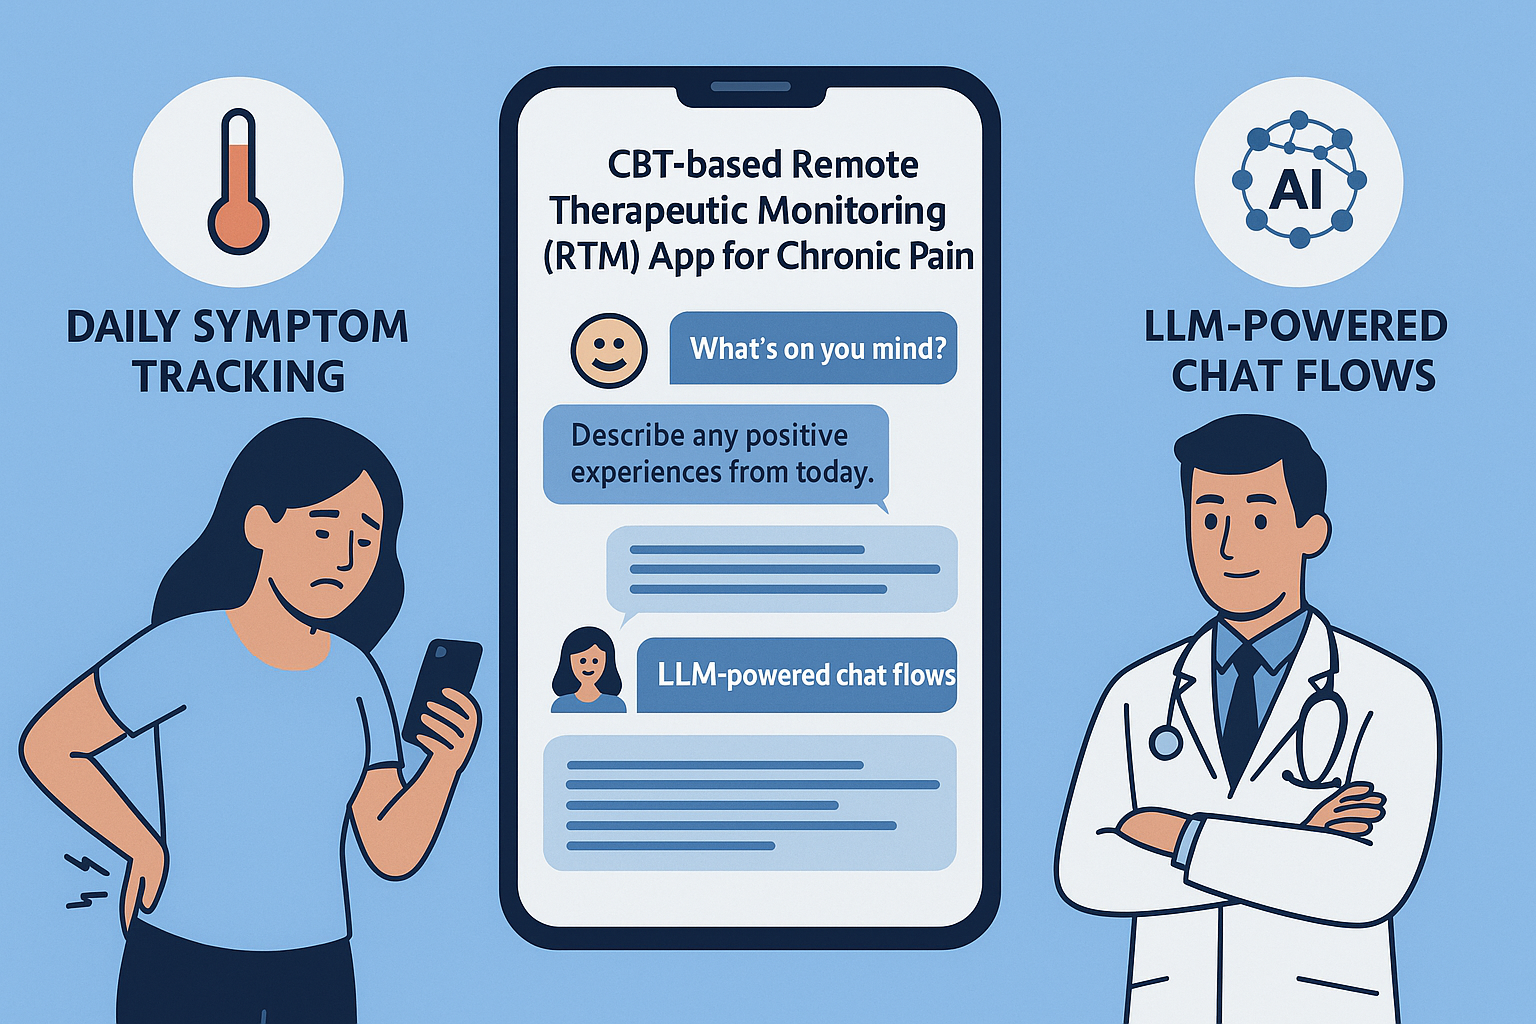 DAILY SYMPTOM
TRACKING
CBT-based Remote
Therapeutic Monitoring
(RTM) App for Chronic Pain
What's on you mind?
Describe any positive
experiences from today.
LLM-powered chat flows
AI
LLM-POWERED
CHAT FLOWS